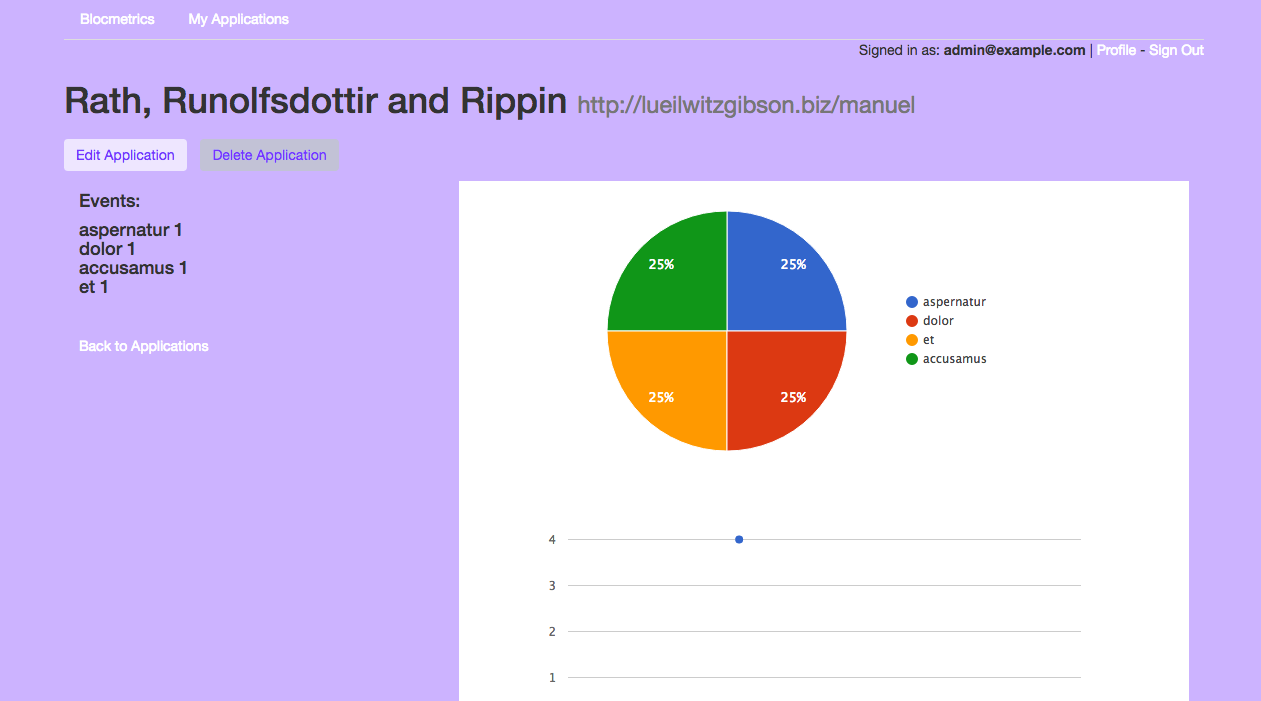 Blocmetrics My Applications
Signed in as: admin@example.com | Profile - Sign Out
Rath, Runolfsdottir and Rippin http://lueilwitzgibson.biz/manuel
Edit Application Delete Application
Events:
aspernatur 1
dolor 1
accusamus 1
et 1
Back to Applications
25% 25%
25% 25%
aspernatur
dolor
et
accusamus
4
3
2
1